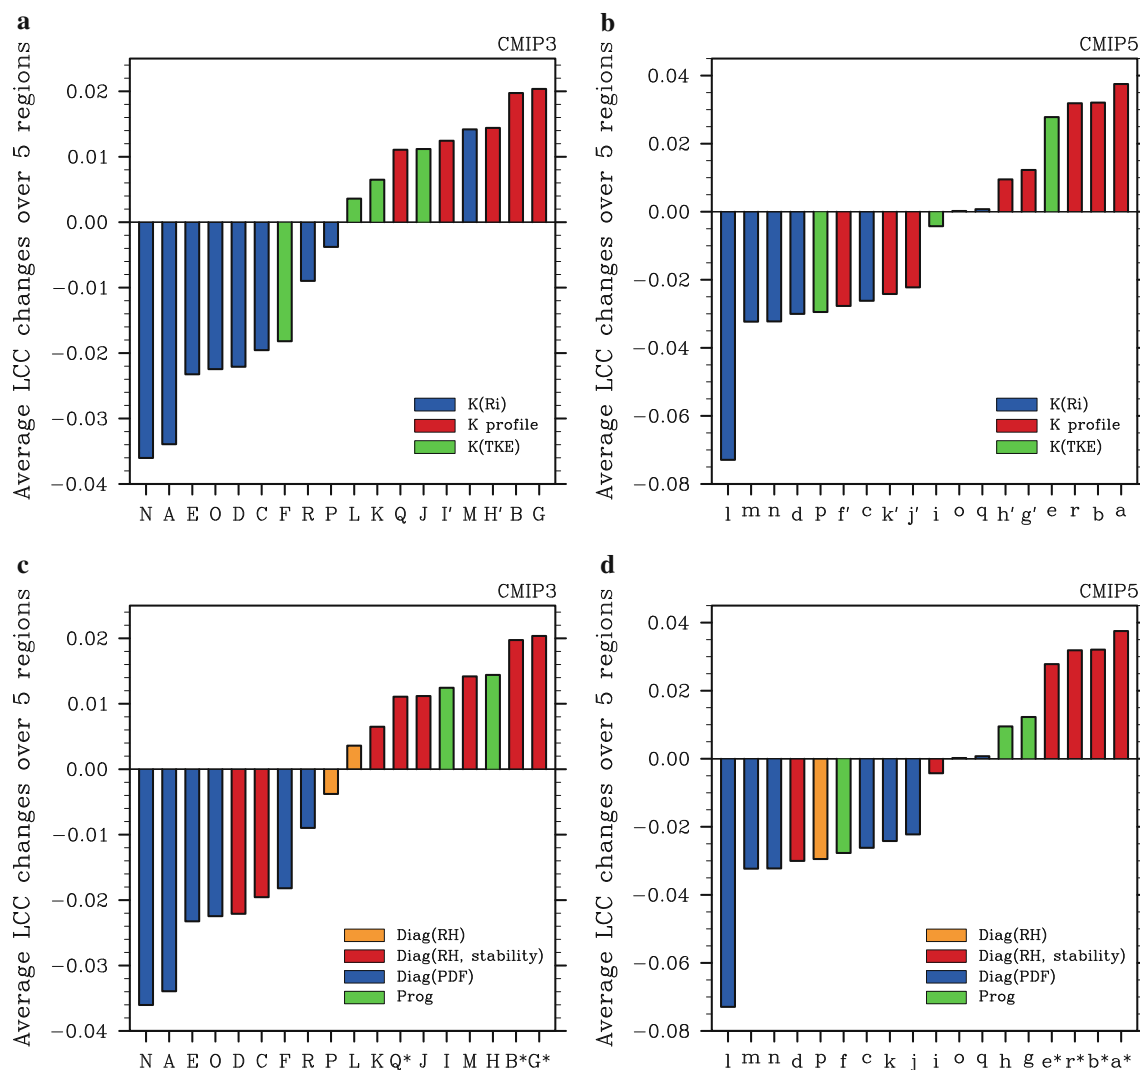 a
CMIP3
Average LCC changes over 5 regions
0.02
0.01
0.00
−0.01
−0.02
−0.03
−0.04
K(Ri)
K profile
K(TKE)
N A E O D C F R P L K Q J I' M H' B G
b
CMIP5
Average LCC changes over 5 regions
0.04
0.02
0.00
−0.02
−0.04
−0.06
−0.08
K(Ri)
K profile
K(TKE)
l m n d p f' c k' j' i o q h' g' e r b a
c
CMIP3
Average LCC changes over 5 regions
0.02
0.01
0.00
−0.01
−0.02
−0.03
−0.04
Diag(RH)
Diag(RH, stability)
Diag(PDF)
Prog
N A E O D C F R P L K Q* J I M H B* G*
d
CMIP5
Average LCC changes over 5 regions
0.04
0.02
0.00
−0.02
−0.04
−0.06
−0.08
Diag(RH)
Diag(RH, stability)
Diag(PDF)
Prog
l m n d p f c k j i o q h g e* r* b* a*